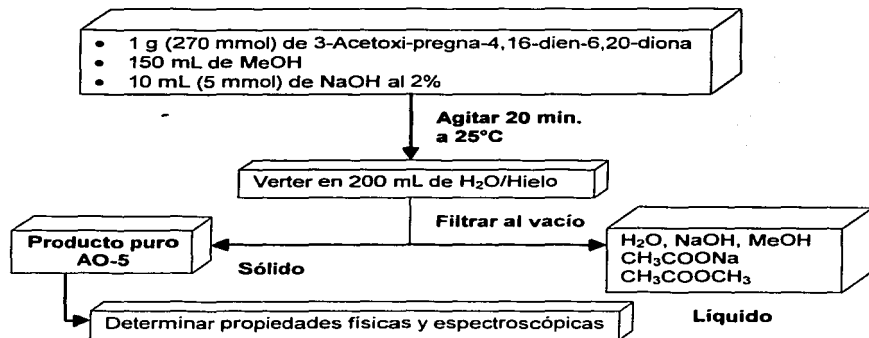 • 1 g (270 mmol) de 3-Acetoxi-pregna-4,16-dien-6,20-diona
• 150 mL de MeOH
• 10 mL (5 mmol) de NaOH al 2%
Agitar 20 min.
a 25°C
Verter en 200 mL de H₂O/Hielo
Filtrar al vacío
Producto puro
AO-5
Sólido
H₂O, NaOH, MeOH
CH₃COONa
CH₃COOCH₃
Líquido
Determinar propiedades físicas y espectroscópicas